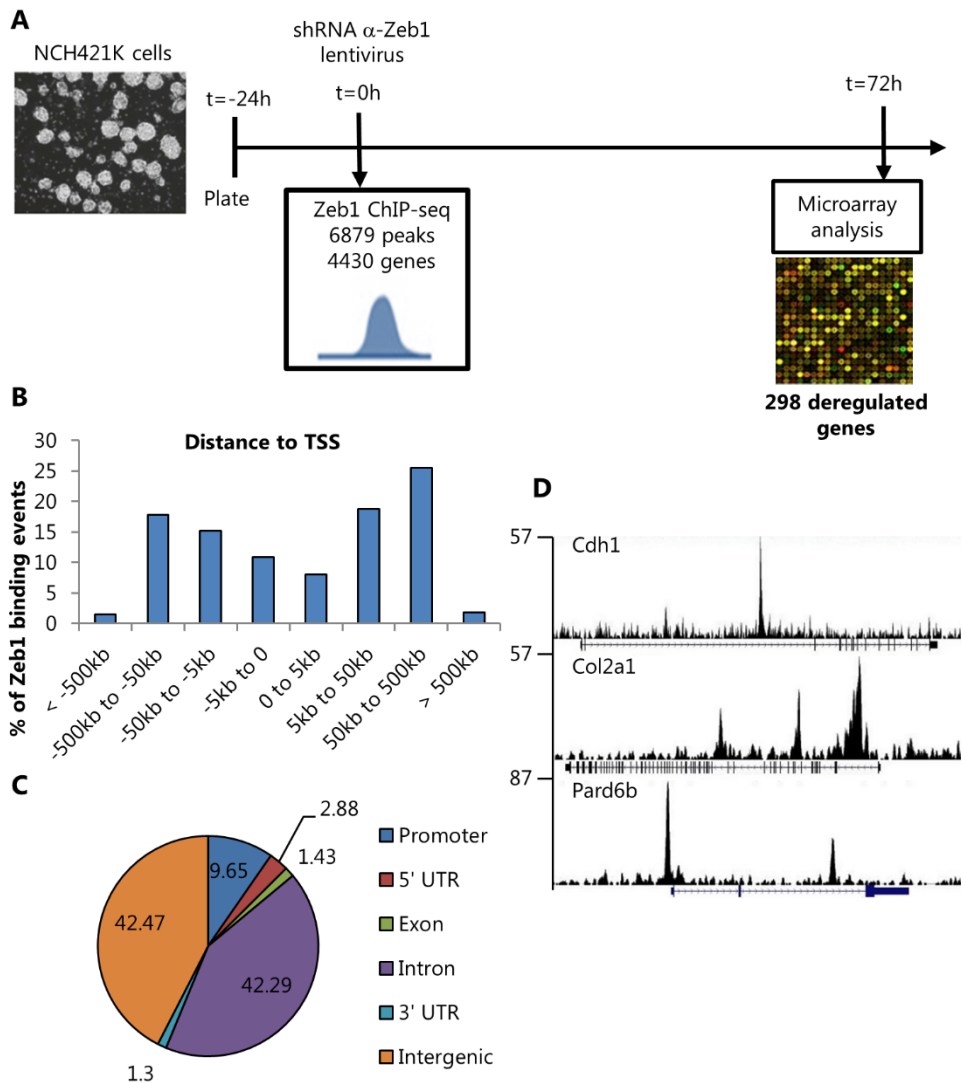 A
NCH421K cells
t=-24h
Plate
shRNA α-Zeb1
lentivirus
t=0h
Zeb1 ChIP-seq
6879 peaks
4430 genes
t=72h
Microarray
analysis
298 deregulated
genes
B
Distance to TSS
% of Zeb1 binding events
30
25
20
15
10
5
0
< -500kb
-500kb to -50kb
-50kb to -5kb
-5kb to 0
0 to 5kb
5kb to 50kb
50kb to 500kb
> 500kb
C
9.65
2.88
1.43
42.29
1.3
42.47
Promoter
5' UTR
Exon
Intron
3' UTR
Intergenic
D
57
Cdh1
57
Col2a1
87
Pard6b